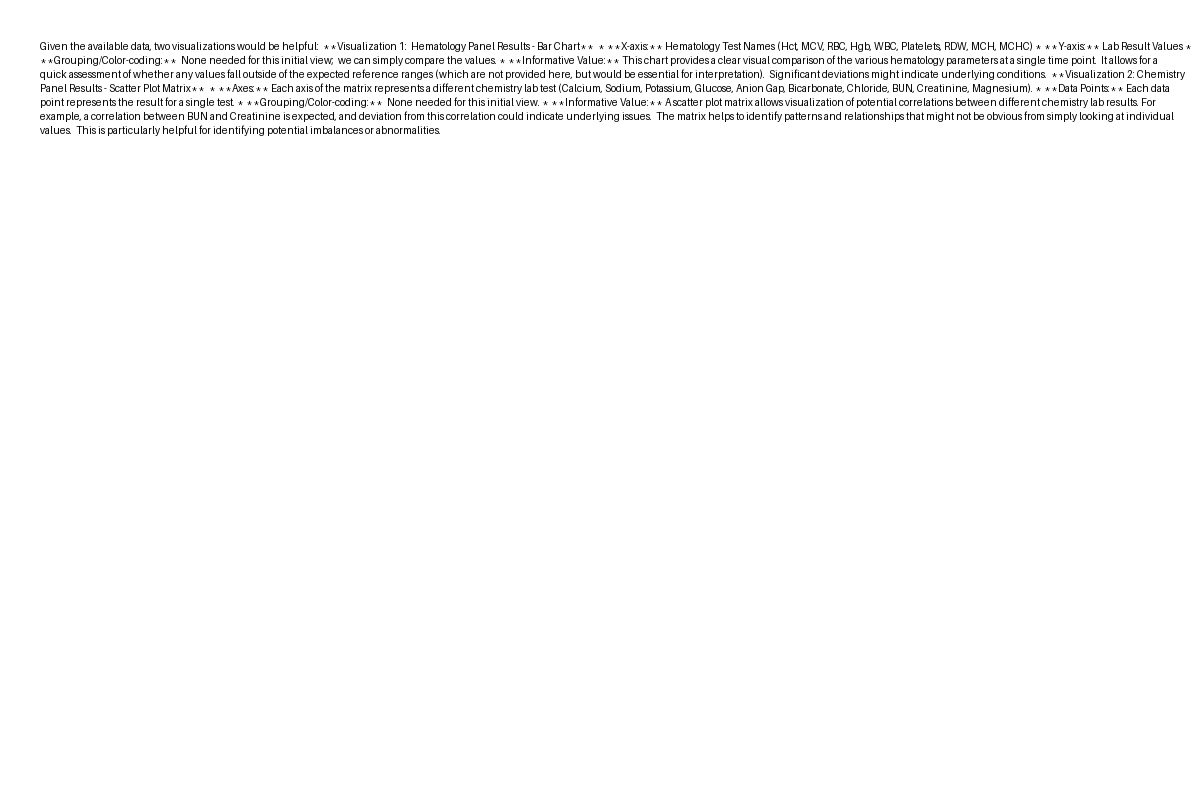 Given the available data, two visualizations would be helpful:  **Visualization 1:  Hematology Panel Results - Bar Chart**  * **X-axis:** Hematology Test Names (Hct, MCV, RBC, Hgb, WBC, Platelets, RDW, MCH, MCHC) * **Y-axis:** Lab Result Values *
**Grouping/Color-coding:**  None needed for this initial view;  we can simply compare the values. * **Informative Value:** This chart provides a clear visual comparison of the various hematology parameters at a single time point.  It allows for a
quick assessment of whether any values fall outside of the expected reference ranges (which are not provided here, but would be essential for interpretation).  Significant deviations might indicate underlying conditions.  **Visualization 2: Chemistry
Panel Results - Scatter Plot Matrix**  * **Axes:** Each axis of the matrix represents a different chemistry lab test (Calcium, Sodium, Potassium, Glucose, Anion Gap, Bicarbonate, Chloride, BUN, Creatinine, Magnesium). * **Data Points:** Each data
point represents the result for a single test. * **Grouping/Color-coding:**  None needed for this initial view. * **Informative Value:** A scatter plot matrix allows visualization of potential correlations between different chemistry lab results. For
example, a correlation between BUN and Creatinine is expected, and deviation from this correlation could indicate underlying issues.  The matrix helps to identify patterns and relationships that might not be obvious from simply looking at individual
values.  This is particularly helpful for identifying potential imbalances or abnormalities.